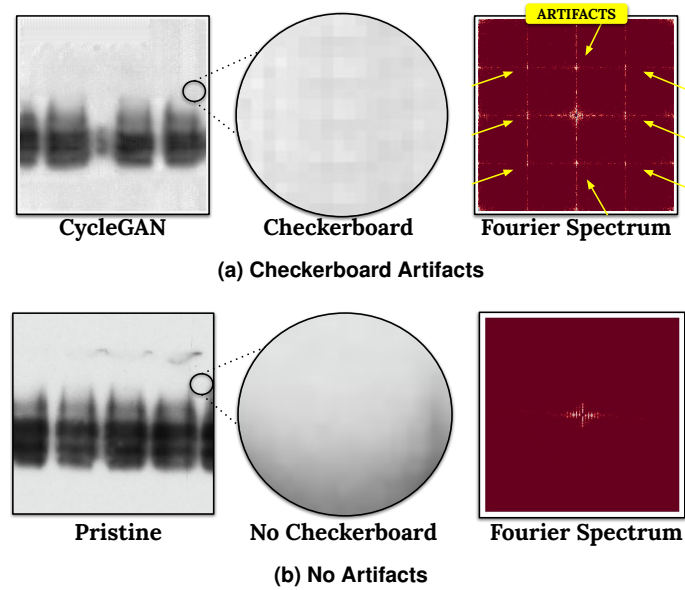 ARTIFACTS
CycleGAN Checkerboard Fourier Spectrum
(a) Checkerboard Artifacts
Pristine No Checkerboard Fourier Spectrum
(b) No Artifacts